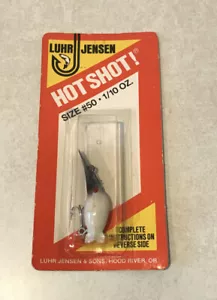 LUHR
JENSEN
HOT SHOT!
SIZE #50 • 1/10 OZ.
COMPLETE
INSTRUCTIONS ON
REVERSE SIDE
LUHR JENSEN & SONS, HOOD RIVER, OR.